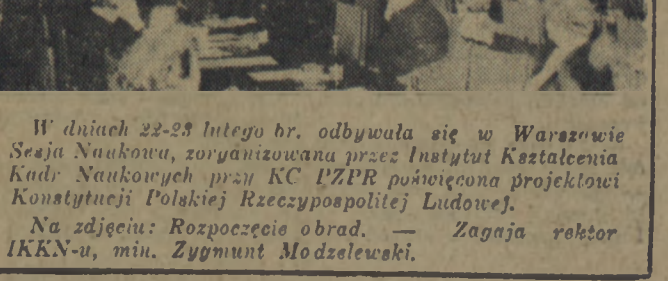 W dniach 22-23 lutego br. odbywała się w Warszawie
Sesja Naukowa, zorganizowana przez Instytut Kształcenia
Kadr Naukowych przy KC PZPR poświęcona projektowi
Konstytucji Polskiej Rzeczypospolitej Ludowej.
Na zdjęciu: Rozpoczęcie obrad. — Zagaja rektor
IKKN-u, min. Zygmunt Modzelewski.